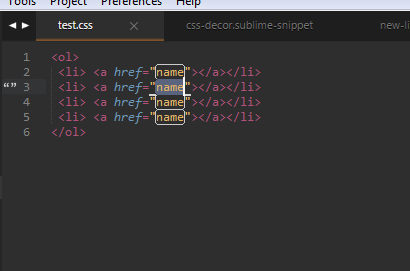 Tools Project Preferences Help
test.css × css-decor.sublime-snippet new-li
1 <ol>
2 <li> <a href="name"></a></li>
3 <li> <a href="name"></a></li>
4 <li> <a href="name"></a></li>
5 <li> <a href="name"></a></li>
6 </ol>